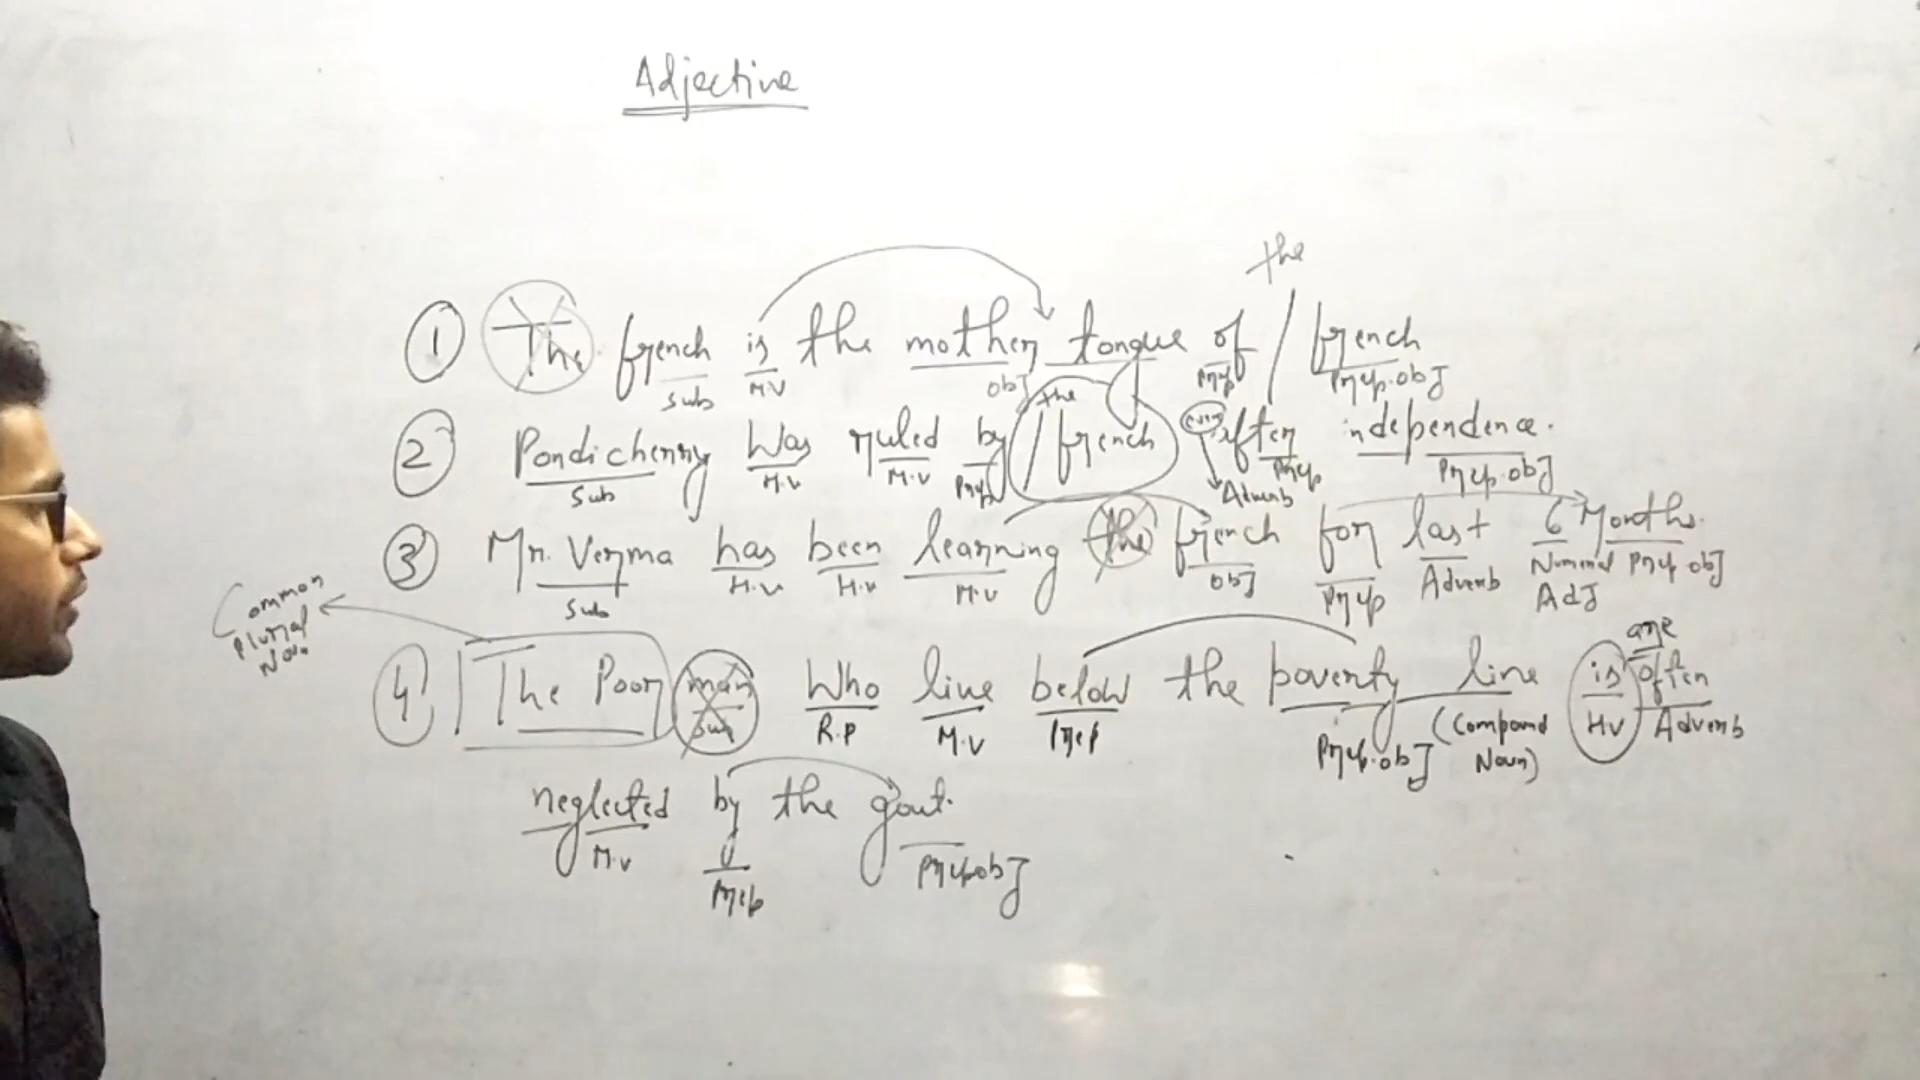 Adjective
the
① The french is the mother tongue of / french
Sub M.V obj Prep Prep.obj
the even
② Pondicherry Was ruled by / french after independence.
Sub H.V M.V Prep Adverb Prep Prep.obj
③ Mr. Verma has been learning the french for last 6 Months.
Sub H.V H.V M.V obj Prep Adverb Numeral Adj Prep obj
Common Plural Noun
are
④ The Poor man Who live below the poverty line is often
Sub R.P M.V Prep Prep.obj (Compound Noun) HV Adverb
neglected by the govt.
M.V Prep Prep obj